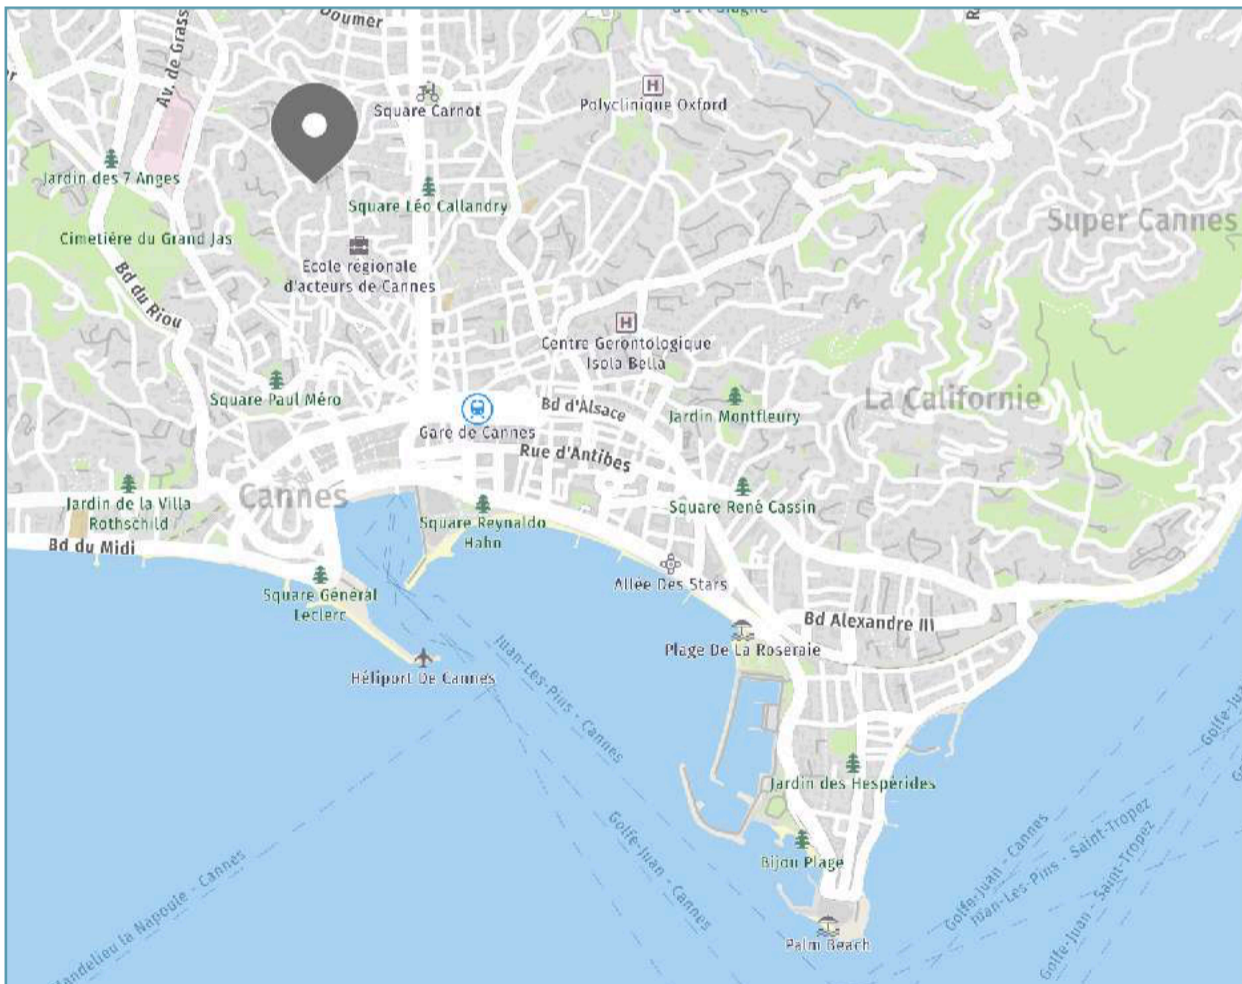 Doumer
Av. de Grass
Square Carnot
Polyclinique Oxford
Jardin des 7 Anges
Square Léo Callandry
Super Cannes
Cimetière du Grand Jas
Ecole régionale
d'acteurs de Cannes
Bd du Riou
Centre Gerontologique
Isola Bella
Square Paul Méro
Bd d'Alsace
La Californie
Jardin Montfleury
Gare de Cannes
Rue d'Antibes
Cannes
Jardin de la Villa
Rothschild
Square René Cassin
Square Reynaldo
Hahn
Bd du Midi
Allée Des Stars
Square Général
Leclerc
Bd Alexandre III
Plage De La Roseraie
Héliport De Cannes
Juan-Les-Pins - Cannes
Jardin des Hespérides
Golfe-Juan - Cannes
Bijou Plage
Golfe-Juan - Cannes
Juan-Les-Pins - Saint-Tropez
Golfe-Juan - Saint-Tropez
andelieu la Napoule - Cannes
Palm Beach